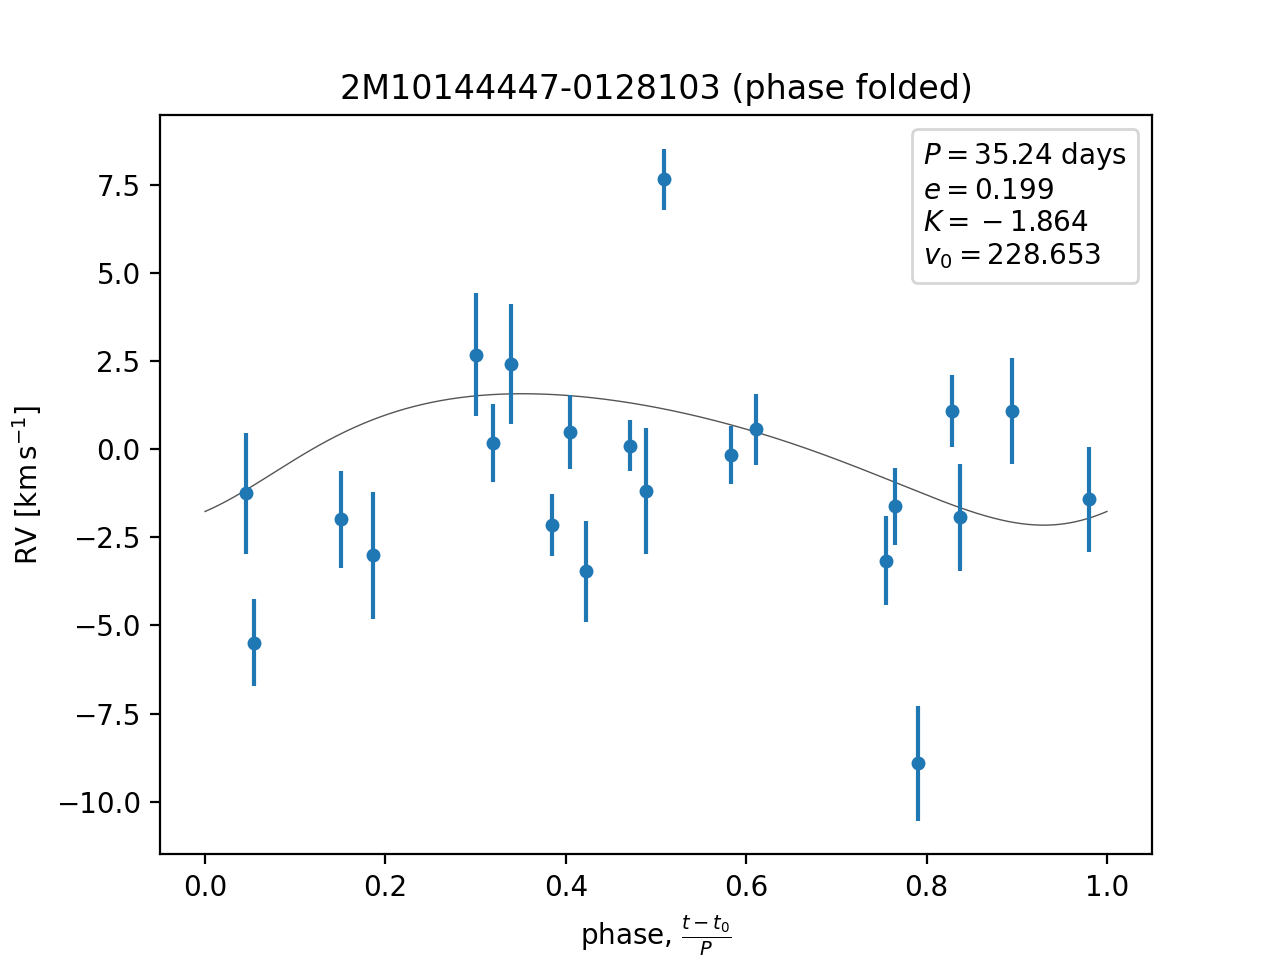 2M10144447-0128103 (phase folded)
P = 35.24 days
e = 0.199
K = −1.864
v₀ = 228.653
7.5
5.0
2.5
0.0
−2.5
−5.0
−7.5
−10.0
RV [km s⁻¹]
0.0 0.2 0.4 0.6 0.8 1.0
phase, (t − t₀)/P